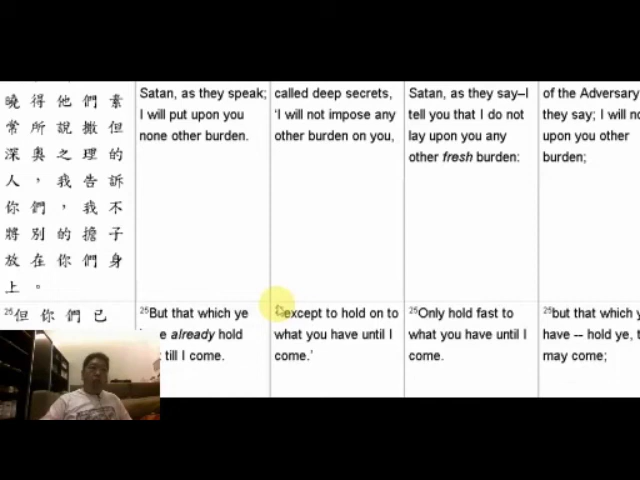 曉得他們素
常所說撒但
深奧之理的
人，我告訴
你們，我不
將別的擔子
放在你們身
上。
25但你們已
Satan, as they speak;
I will put upon you
none other burden.
25But that which ye
already hold
till I come.
called deep secrets,
‘I will not impose any
other burden on you,
except to hold on to
what you have until I
come.’
Satan, as they say–I
tell you that I do not
lay upon you any
other fresh burden:
25Only hold fast to
what you have until I
come.
of the Adversary
they say; I will no
upon you other
burden;
25but that which y
have -- hold ye, t
may come;